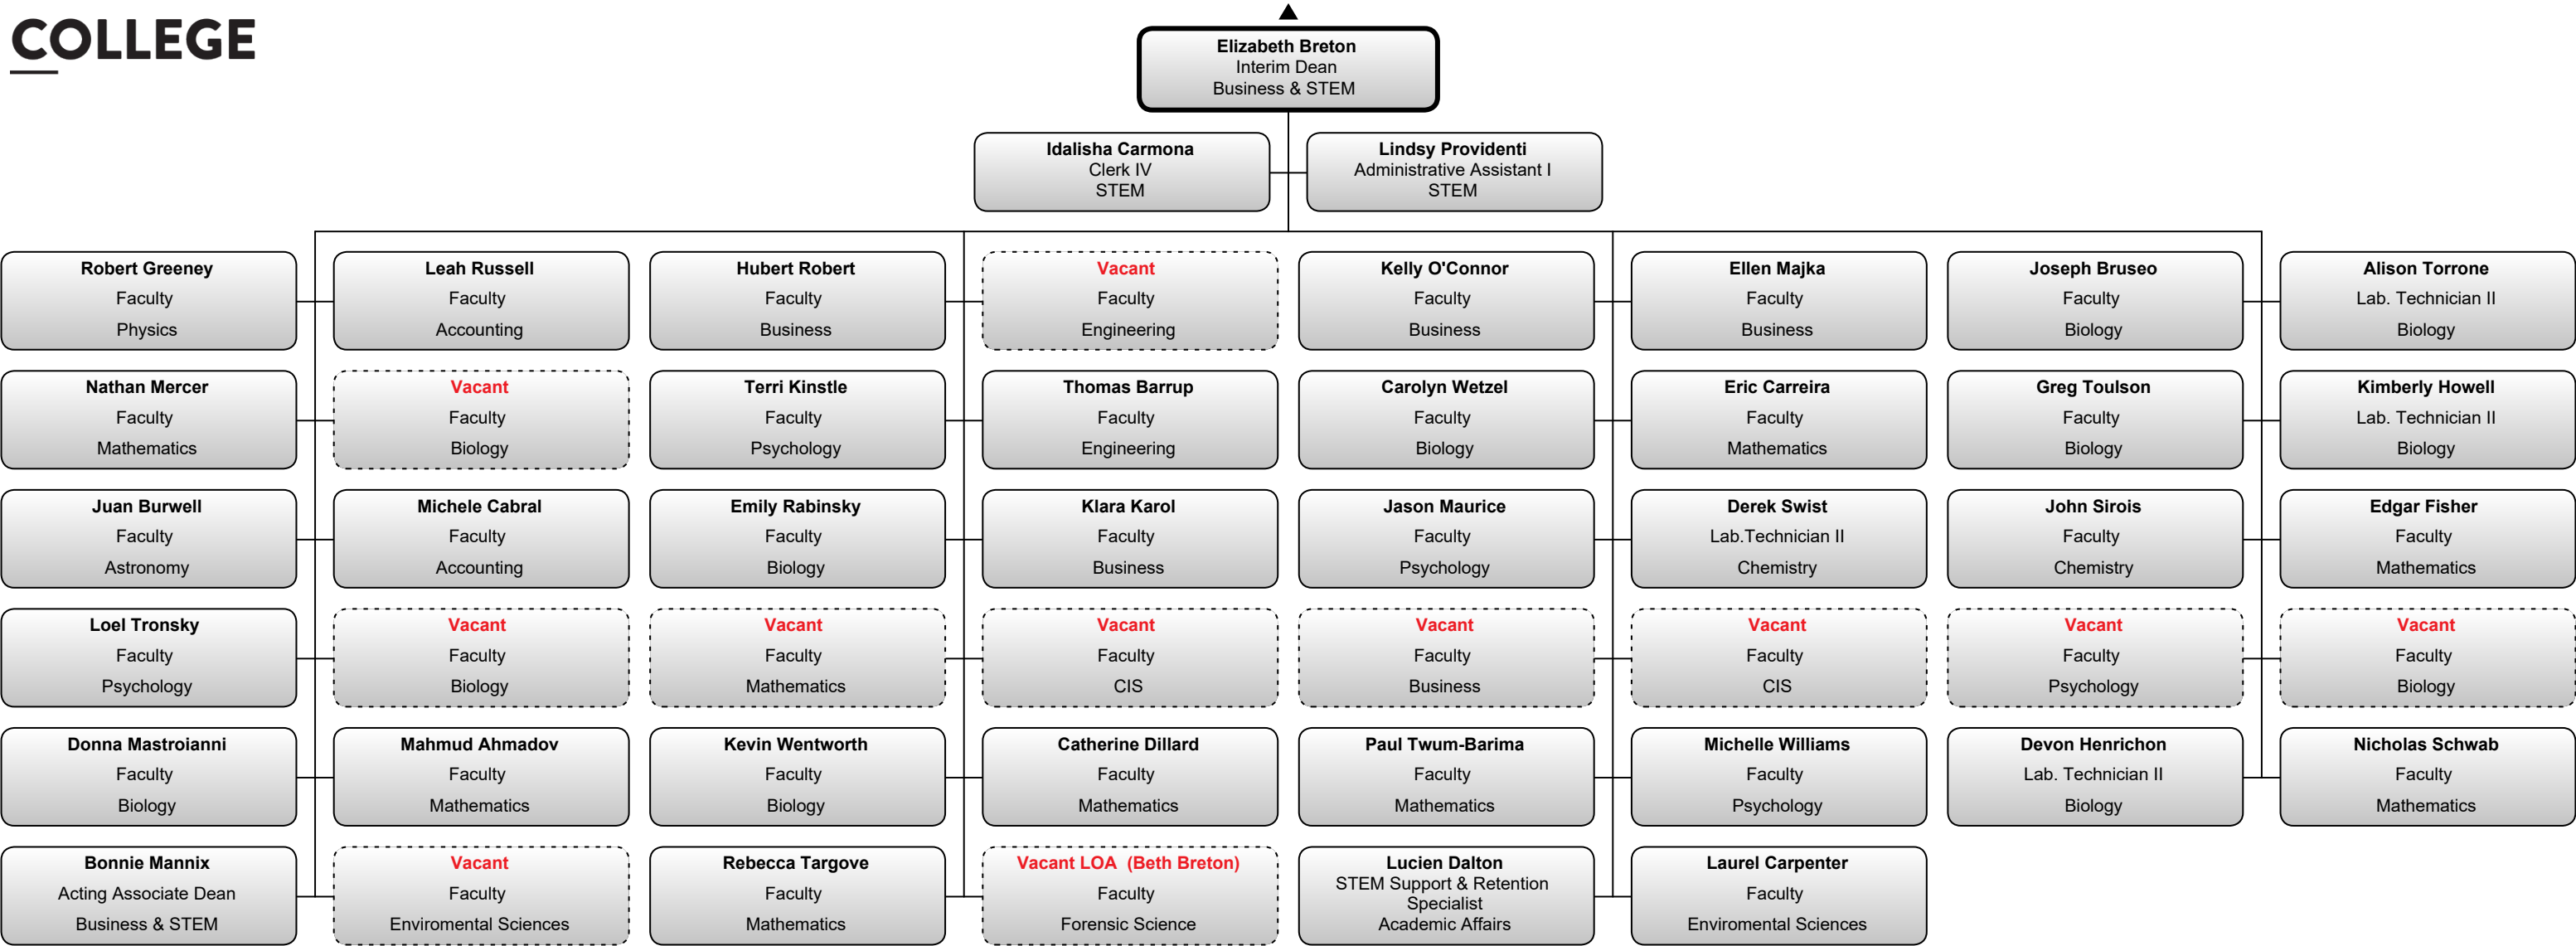 COLLEGE
Elizabeth Breton
Interim Dean
Business & STEM
Idalisha Carmona
Clerk IV
STEM
Lindsy Providenti
Administrative Assistant I
STEM
Robert Greeney
Faculty
Physics
Leah Russell
Faculty
Accounting
Hubert Robert
Faculty
Business
Vacant
Faculty
Engineering
Kelly O'Connor
Faculty
Business
Ellen Majka
Faculty
Business
Joseph Bruseo
Faculty
Biology
Alison Torrone
Lab. Technician II
Biology
Nathan Mercer
Faculty
Mathematics
Vacant
Faculty
Biology
Terri Kinstle
Faculty
Psychology
Thomas Barrup
Faculty
Engineering
Carolyn Wetzel
Faculty
Biology
Eric Carreira
Faculty
Mathematics
Greg Toulson
Faculty
Biology
Kimberly Howell
Lab. Technician II
Biology
Juan Burwell
Faculty
Astronomy
Michele Cabral
Faculty
Accounting
Emily Rabinsky
Faculty
Biology
Klara Karol
Faculty
Business
Jason Maurice
Faculty
Psychology
Derek Swist
Lab.Technician II
Chemistry
John Sirois
Faculty
Chemistry
Edgar Fisher
Faculty
Mathematics
Loel Tronsky
Faculty
Psychology
Vacant
Faculty
Biology
Vacant
Faculty
Mathematics
Vacant
Faculty
CIS
Vacant
Faculty
Business
Vacant
Faculty
CIS
Vacant
Faculty
Psychology
Vacant
Faculty
Biology
Donna Mastroianni
Faculty
Biology
Mahmud Ahmadov
Faculty
Mathematics
Kevin Wentworth
Faculty
Biology
Catherine Dillard
Faculty
Mathematics
Paul Twum-Barima
Faculty
Mathematics
Michelle Williams
Faculty
Psychology
Devon Henrichon
Lab. Technician II
Biology
Nicholas Schwab
Faculty
Mathematics
Bonnie Mannix
Acting Associate Dean
Business & STEM
Vacant
Faculty
Enviromental Sciences
Rebecca Targove
Faculty
Mathematics
Vacant LOA (Beth Breton)
Faculty
Forensic Science
Lucien Dalton
STEM Support & Retention
Specialist
Academic Affairs
Laurel Carpenter
Faculty
Enviromental Sciences